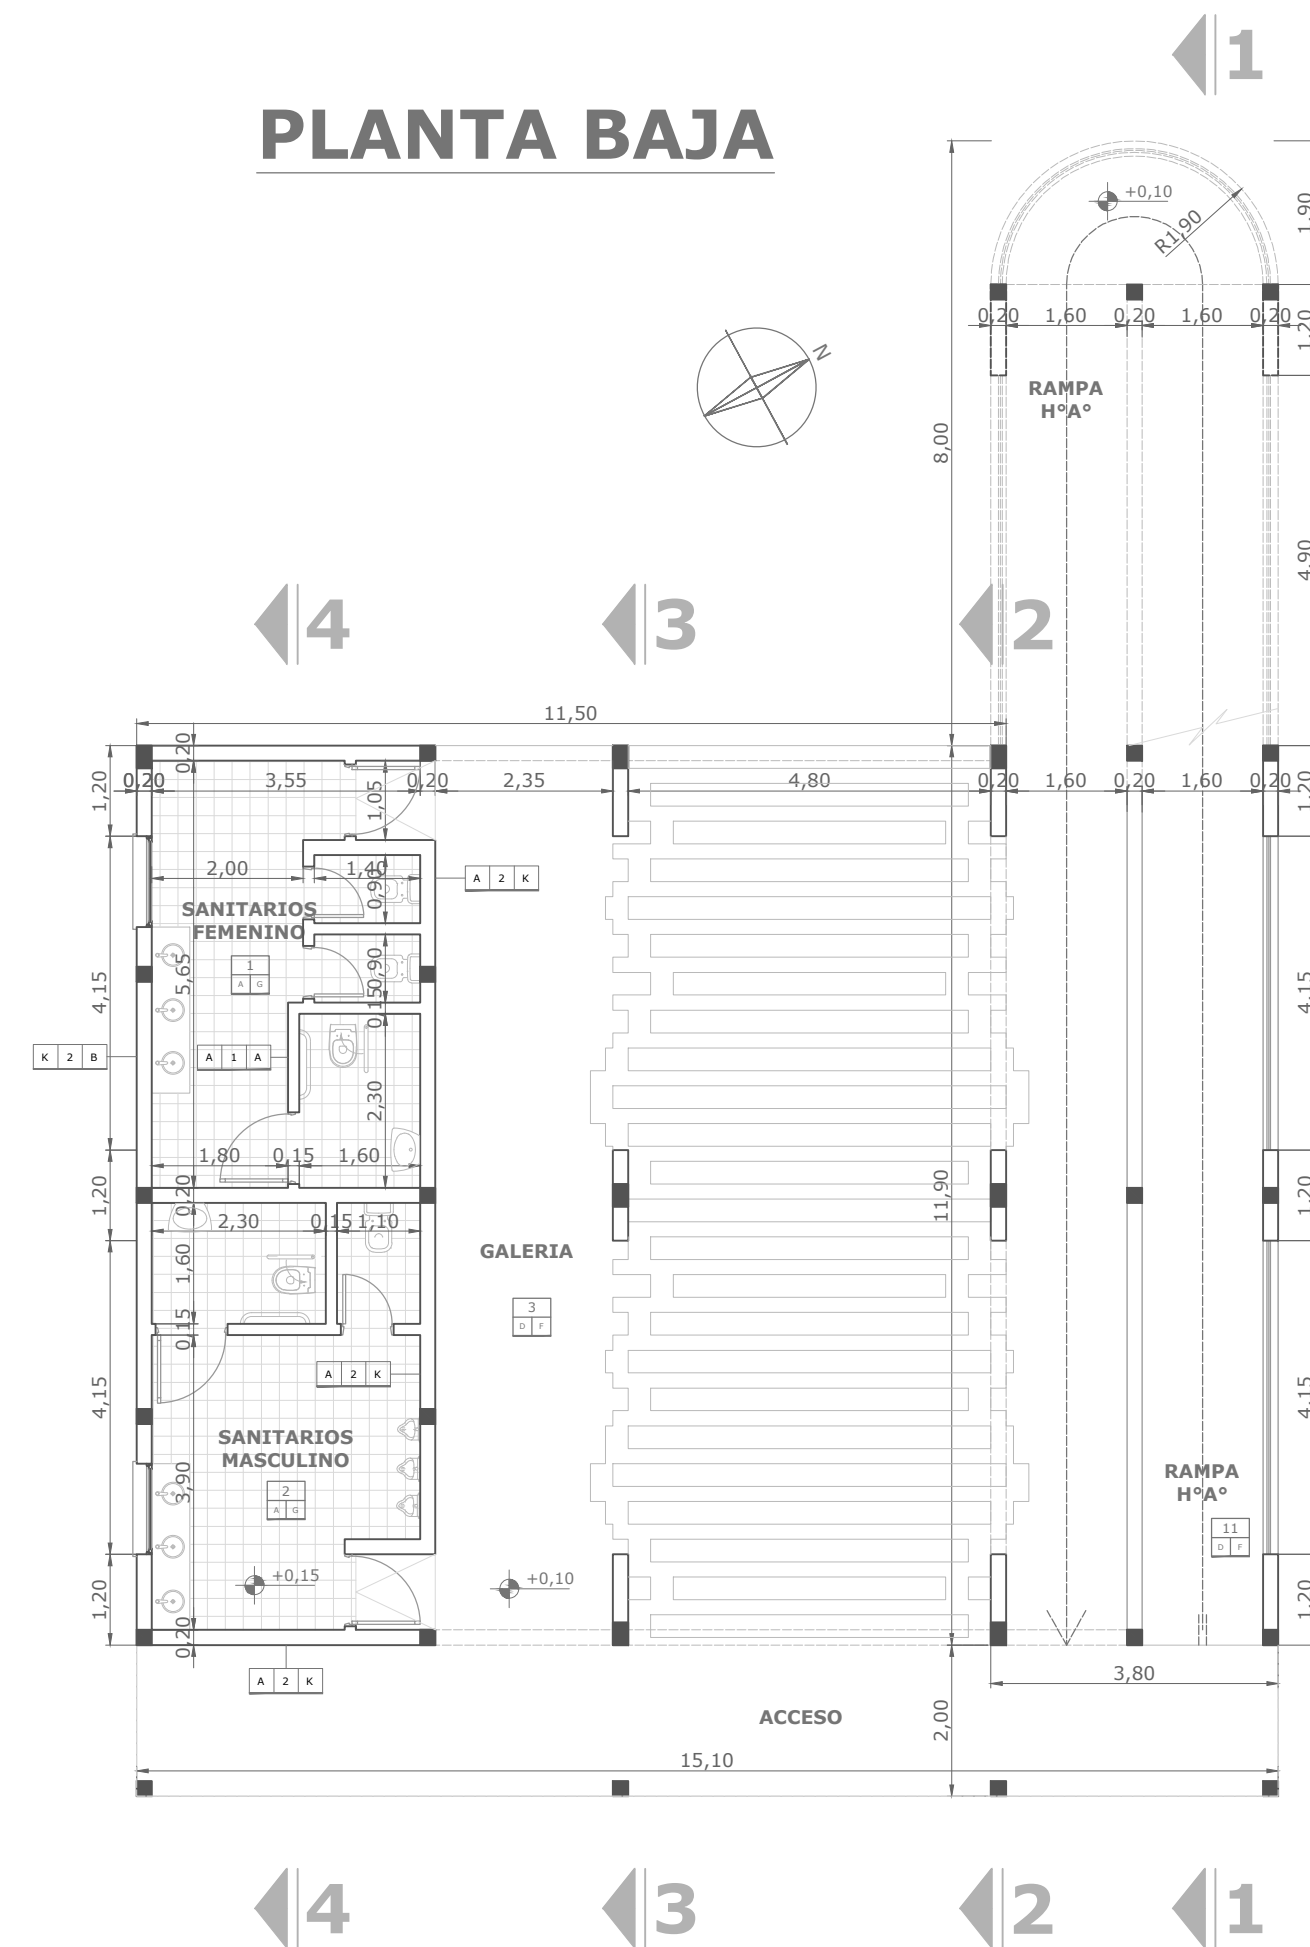 1
PLANTA BAJA
+0,10
R1,90
1,90
0,20 1,60 0,20 1,60 0,20
1,20
N
RAMPA
H°A°
8,00
4,90
4 3 2
11,50
0,20
0,20 3,55 0,20 2,35 4,80 0,20 1,60 0,20 1,60 0,20
1,20
1,05
1,20
2,00 1,40
0,90
A 2 K
SANITARIOS
FEMENINO
1
A G
5,65
0,90
4,15
4,15
0,15
K 2 B
A 1 A
2,30
1,80 0,15 1,60
1,20
0,20
11,90
1,20
2,30 0,15 1,10
GALERIA
1,60
3
D F
0,15
A 2 K
4,15
4,15
SANITARIOS
MASCULINO
3,90
2
A G
RAMPA
H°A°
11
D F
+0,15
+0,10
1,20
1,20
0,20
A 2 K
3,80
ACCESO
2,00
15,10
4 3 2 1